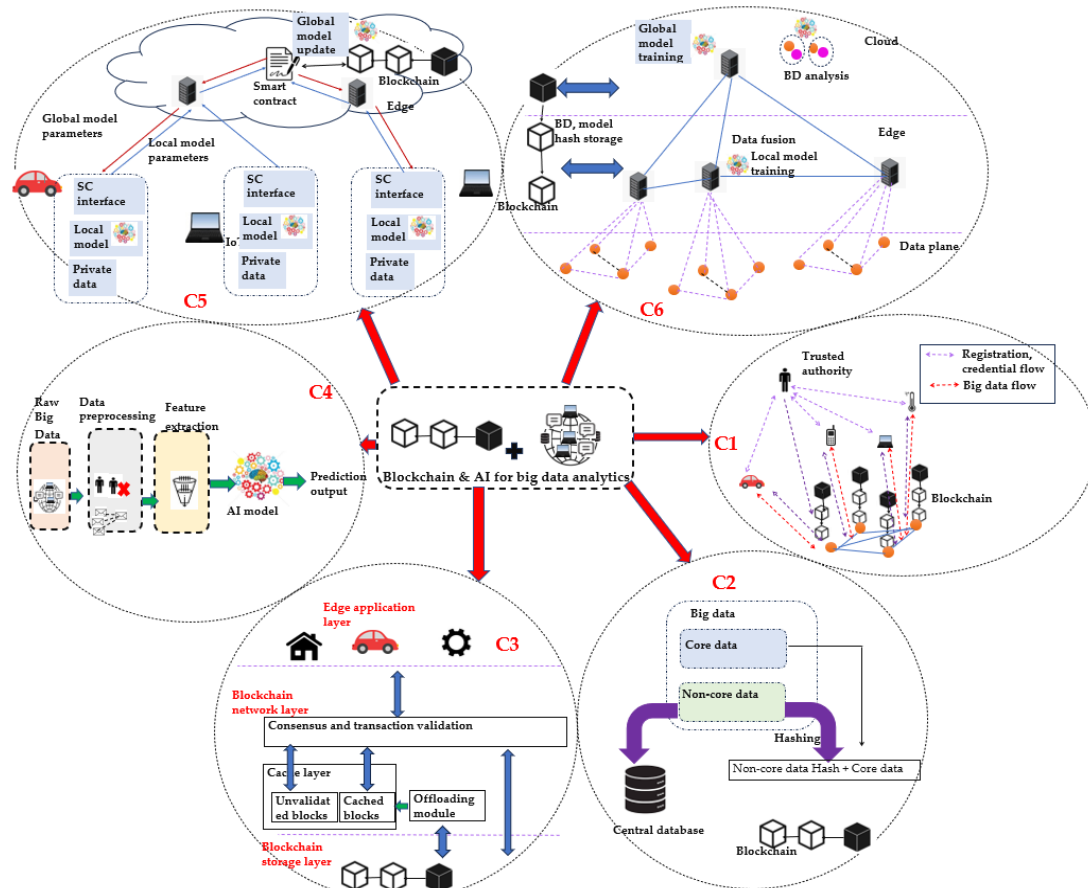 Global
model
update
Blockchain
Smart
contract
Edge
Global model
parameters
Local model
parameters
SC
interface
Local
model
Private
data
SC
interface
Io
Local
model
Private
data
SC
interface
Local
model
Private
data
C5
Global
model
training
Cloud
BD analysis
BD, model
hash storage
Edge
Data fusion
Local model
training
Blockchain
Data plane
C6
C4
Raw
Big
Data
Data
preprocessing
Feature
extraction
AI model
Prediction
output
Blockchain & AI for big data analytics
C1
Trusted
authority
Registration,
credential flow
Big data flow
Blockchain
C2
Big data
Core data
Non-core data
Hashing
Non-core data Hash + Core data
Central database
Blockchain
C3
Edge application
layer
Blockchain
network layer
Consensus and transaction validation
Cache layer
Unvalidat
ed blocks
Cached
blocks
Offloading
module
Blockchain
storage layer